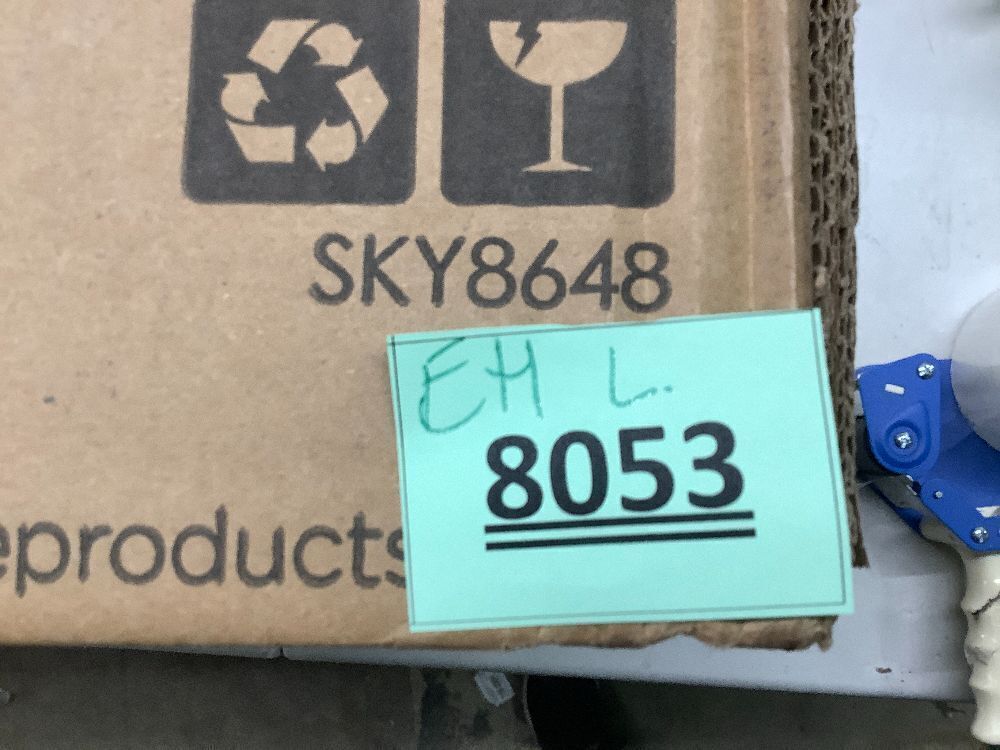 SKY8648
EH L.
8053
eproducts